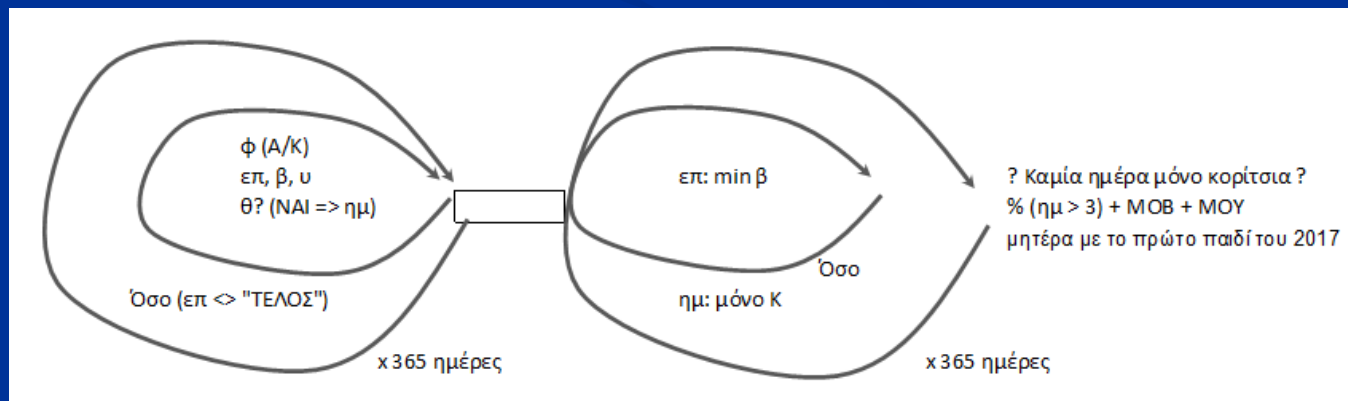 φ (Α/Κ)
επ, β, υ
θ? (ΝΑΙ => ημ)
Όσο (επ <> "ΤΕΛΟΣ")
x 365 ημέρες
επ: min β
Όσο
ημ: μόνο Κ
x 365 ημέρες
? Καμία ημέρα μόνο κορίτσια ?
% (ημ > 3) + ΜΟΒ + ΜΟΥ
μητέρα με το πρώτο παιδί του 2017